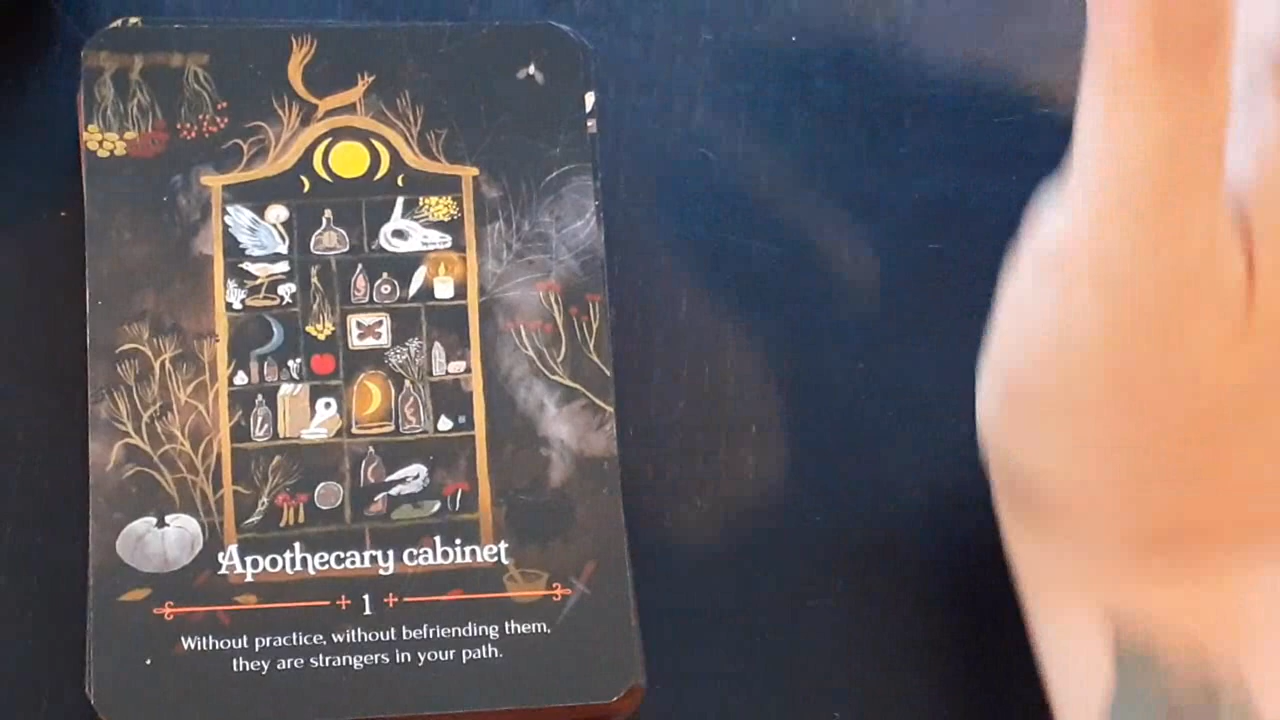 Apothecary cabinet
1
Without practice, without befriending them,
they are strangers in your path.